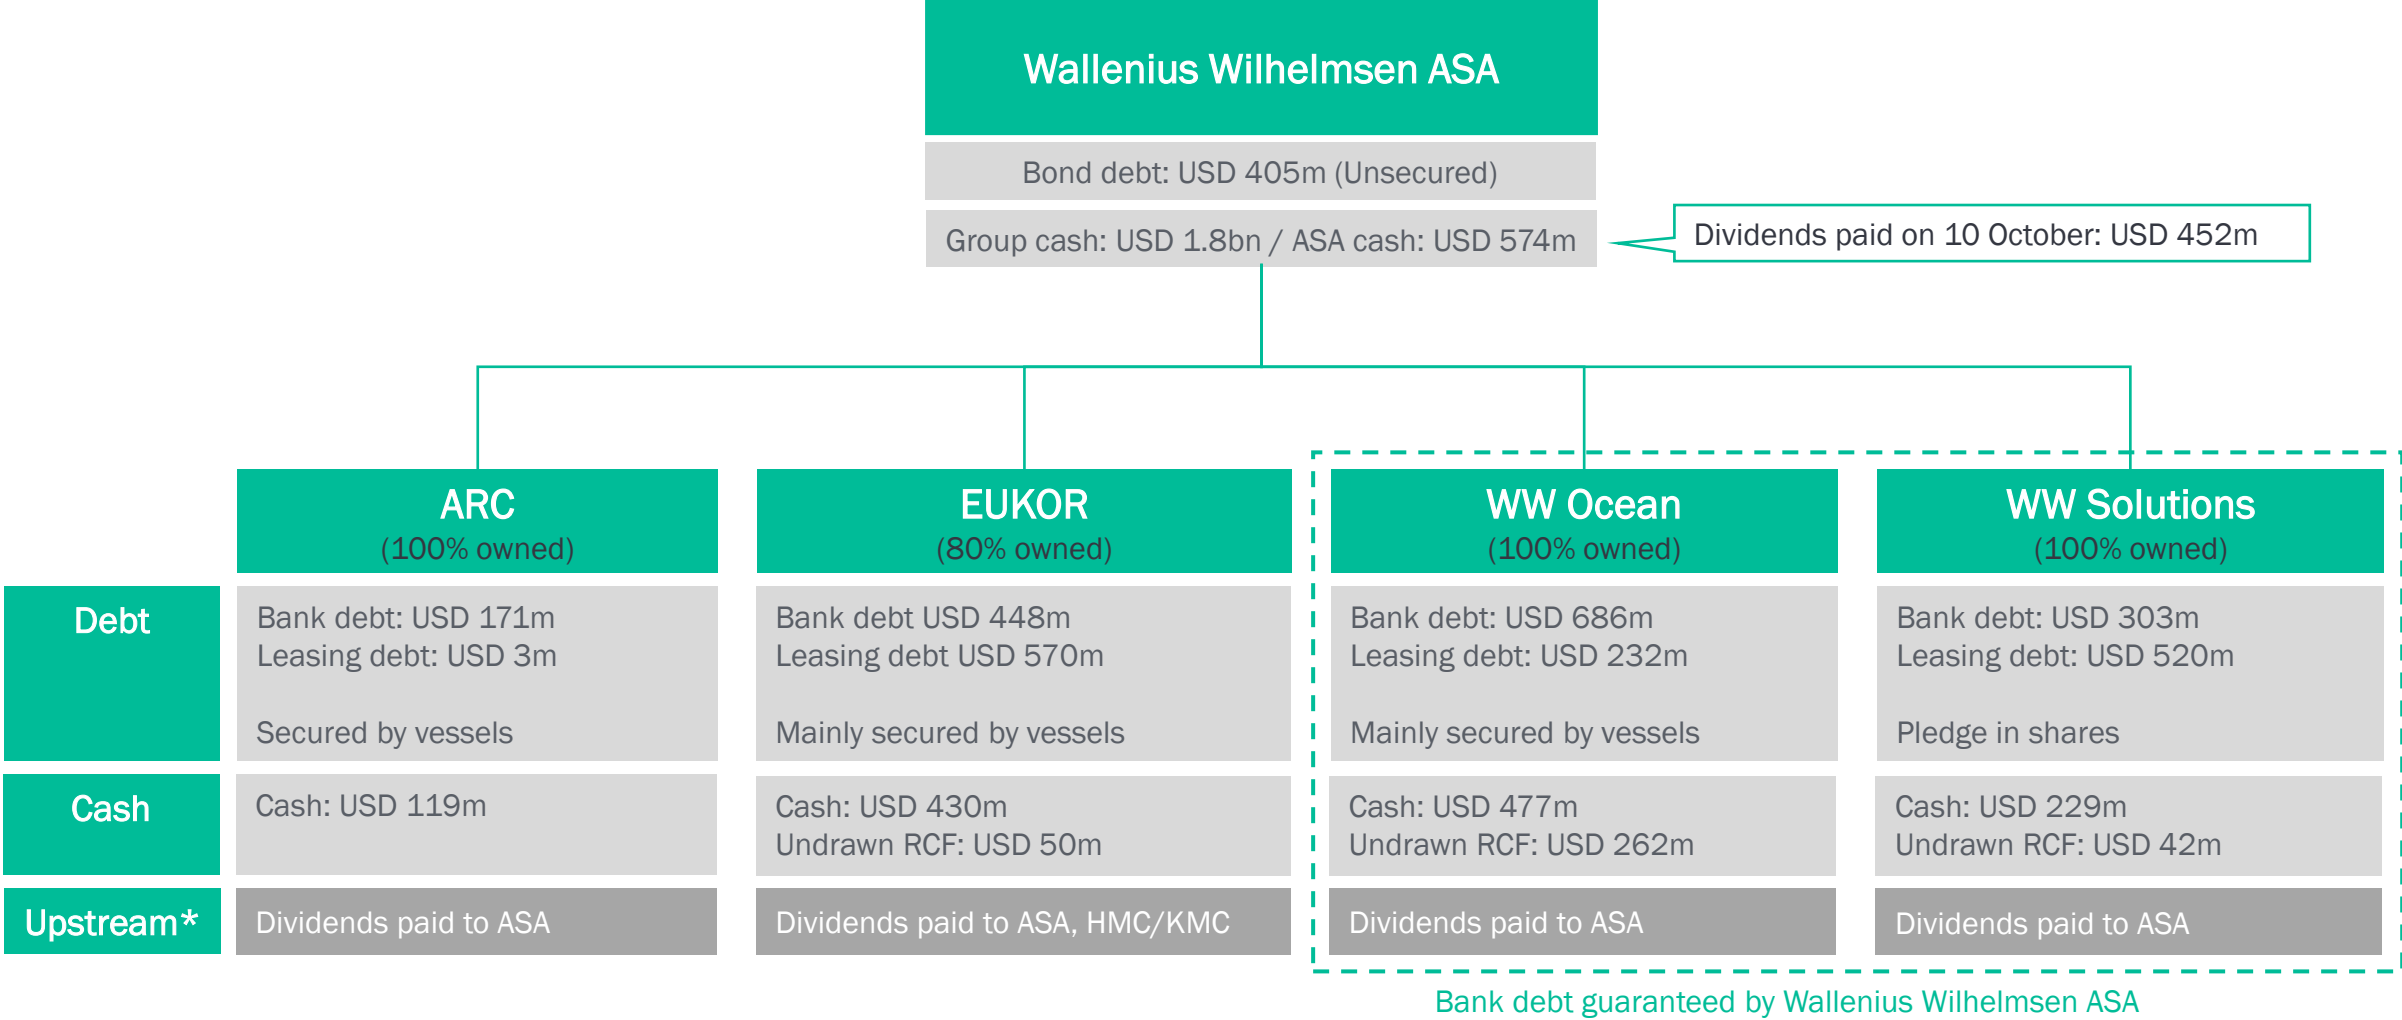 Wallenius Wilhelmsen ASA
Bond debt: USD 405m (Unsecured)
Group cash: USD 1.8bn / ASA cash: USD 574m
Dividends paid on 10 October: USD 452m
ARC
(100% owned)
EUKOR
(80% owned)
WW Ocean
(100% owned)
WW Solutions
(100% owned)
Debt
Bank debt: USD 171m
Leasing debt: USD 3m
Secured by vessels
Bank debt USD 448m
Leasing debt USD 570m
Mainly secured by vessels
Bank debt: USD 686m
Leasing debt: USD 232m
Mainly secured by vessels
Bank debt: USD 303m
Leasing debt: USD 520m
Pledge in shares
Cash
Cash: USD 119m
Cash: USD 430m
Undrawn RCF: USD 50m
Cash: USD 477m
Undrawn RCF: USD 262m
Cash: USD 229m
Undrawn RCF: USD 42m
Upstream*
Dividends paid to ASA
Dividends paid to ASA, HMC/KMC
Dividends paid to ASA
Dividends paid to ASA
Bank debt guaranteed by Wallenius Wilhelmsen ASA